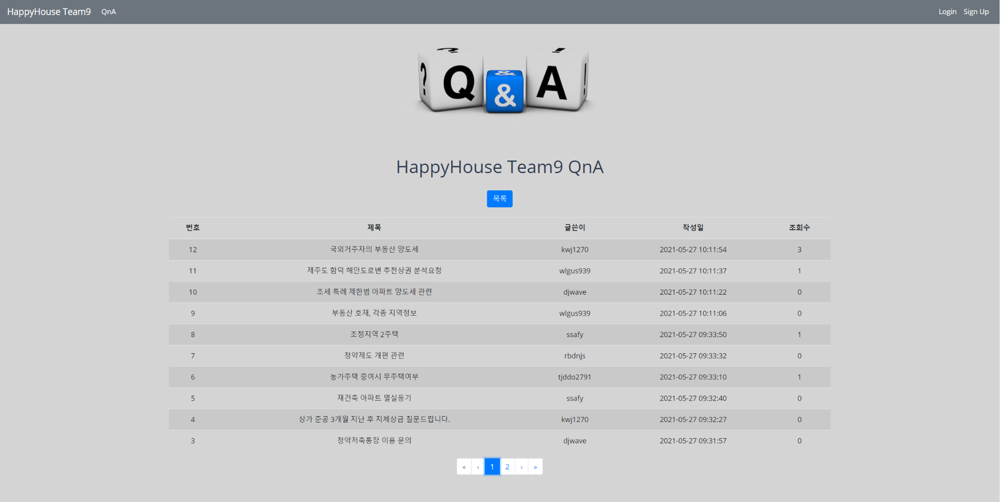 HappyHouse Team9 QnA Login Sign Up
? ? Q & & A ! !
HappyHouse Team9 QnA
목록
번호 제목 글쓴이 작성일 조회수
12 국외거주자의 부동산 양도세 kwj1270 2021-05-27 10:11:54 3
11 제주도 함덕 해안도로변 추천상권 분석요청 wlgus939 2021-05-27 10:11:37 1
10 조세 특례 제한범 아파트 양도세 관련 djwave 2021-05-27 10:11:22 0
9 부동산 호재, 각종 지역정보 wlgus939 2021-05-27 10:11:06 0
8 조정지역 2주택 ssafy 2021-05-27 09:33:50 1
7 청약제도 개편 관련 rbdnjs 2021-05-27 09:33:32 0
6 농가주택 증여시 무주택여부 tjddo2791 2021-05-27 09:33:10 1
5 재건축 아파트 멸실등기 ssafy 2021-05-27 09:32:40 0
4 상가 준공 3개월 지난 후 지체상금 질문드립니다. kwj1270 2021-05-27 09:32:27 0
3 청약저축통장 이용 문의 djwave 2021-05-27 09:31:57 0
« ‹ 1 2 › »